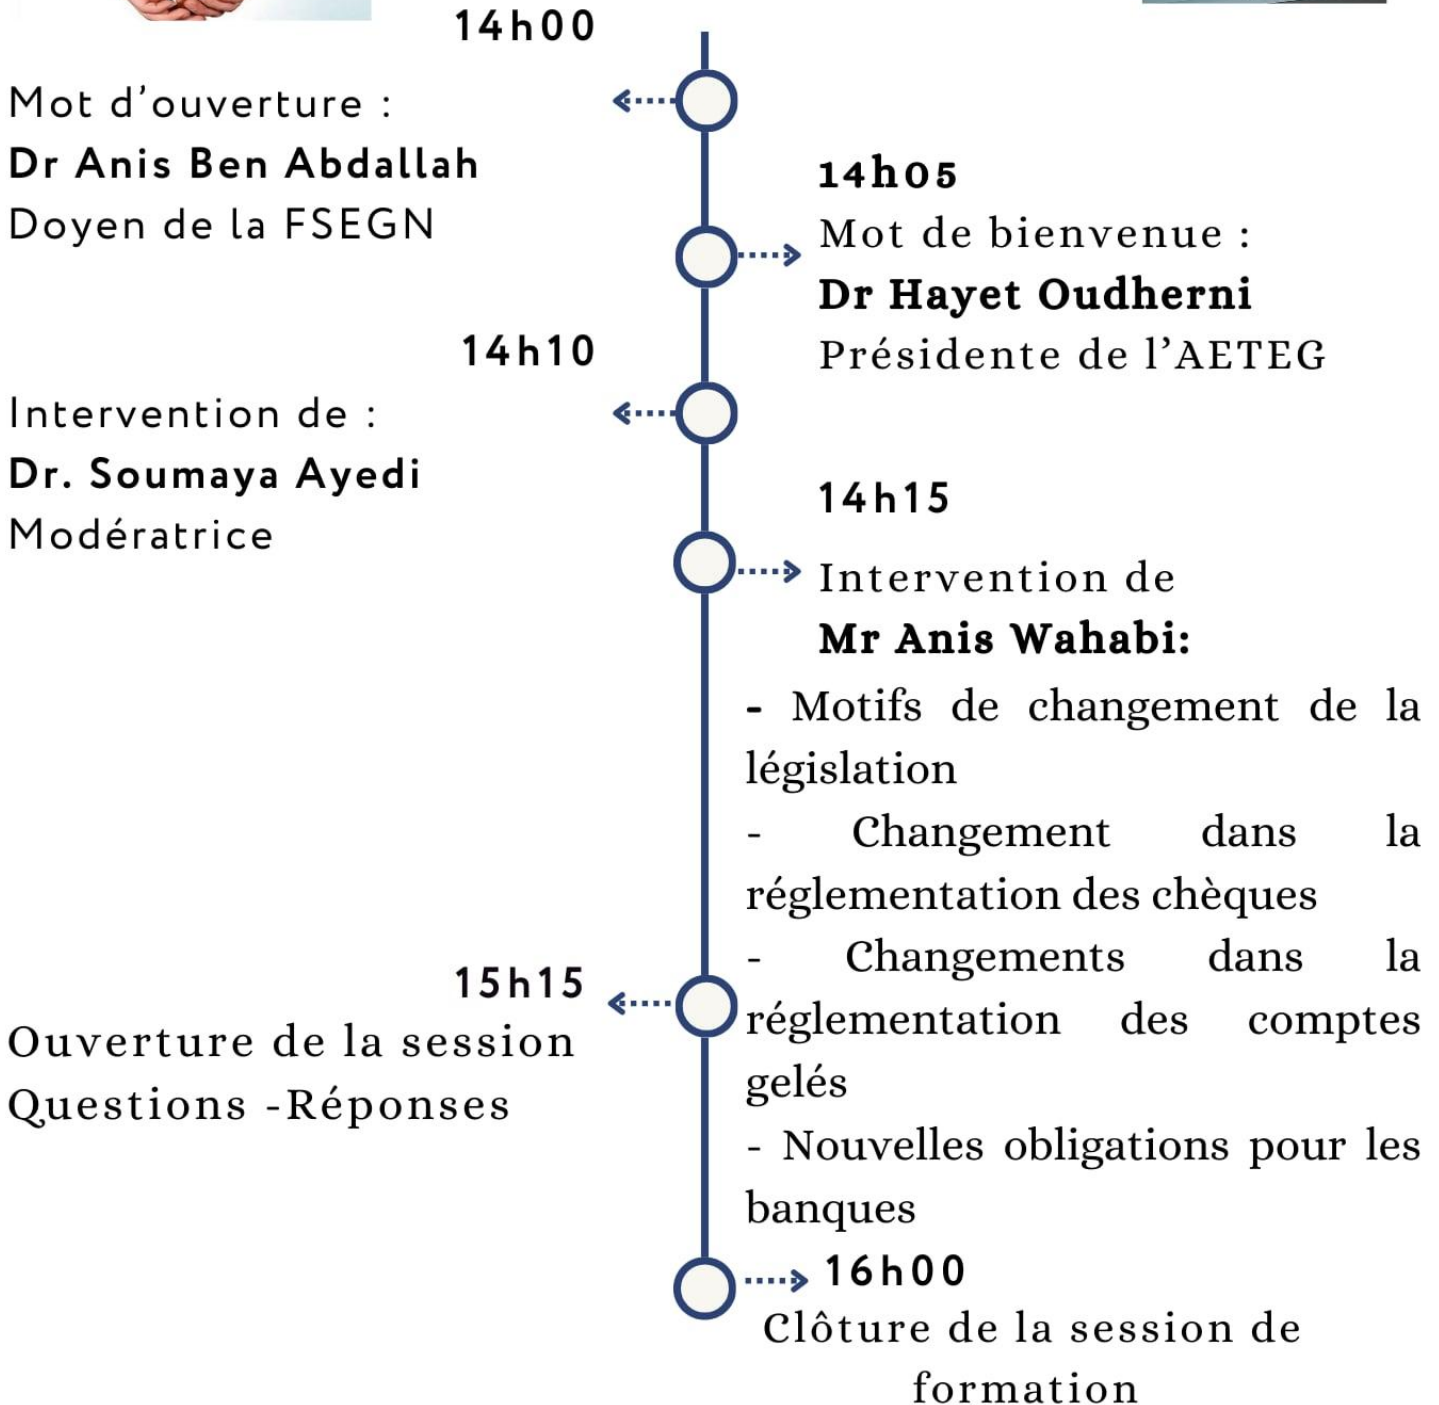 14h00
Mot d’ouverture :
Dr Anis Ben Abdallah
Doyen de la FSEGN
14h05
Mot de bienvenue :
Dr Hayet Oudherni
Présidente de l’AETEG
14h10
Intervention de :
Dr. Soumaya Ayedi
Modératrice
14h15
Intervention de
Mr Anis Wahabi:
- Motifs de changement de la
législation
- Changement dans la
réglementation des chèques
- Changements dans la
réglementation des comptes
gelés
- Nouvelles obligations pour les
banques
15h15
Ouverture de la session
Questions -Réponses
16h00
Clôture de la session de
formation